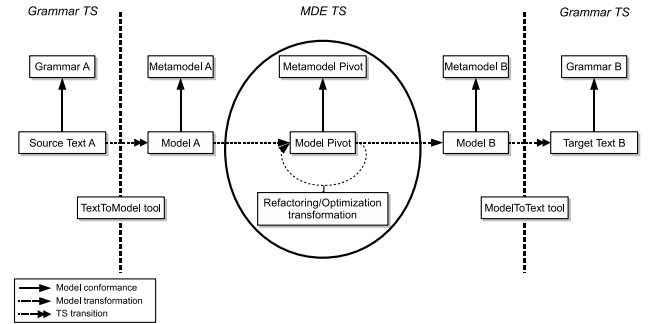 Grammar TS
MDE TS
Grammar TS
Grammar A
Metamodel A
Metamodel Pivot
Metamodel B
Grammar B
Source Text A
Model A
Model Pivot
Model B
Target Text B
Refactoring/Optimization
transformation
TextToModel tool
ModelToText tool
Model conformance
Model transformation
TS transition